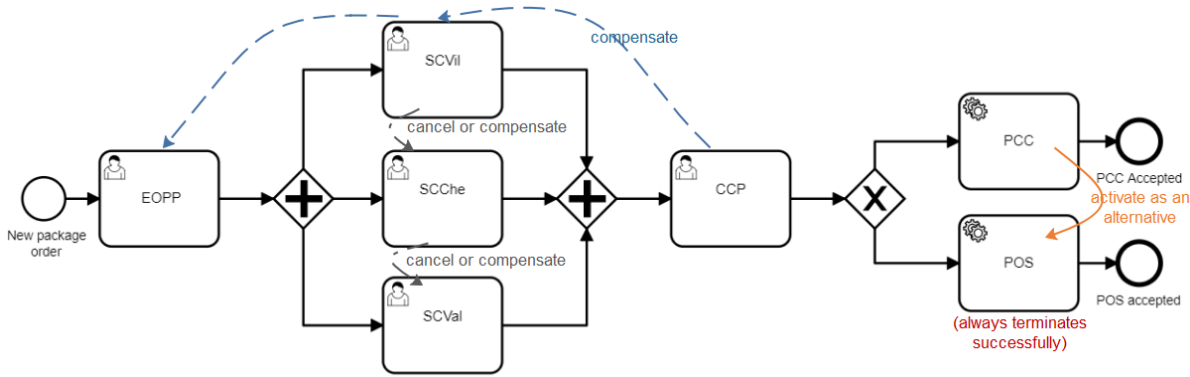 SCVil
compensate
cancel or compensate
PCC
New package
order
EOPP
SCChe
CCP
PCC Accepted
activate as an
alternative
cancel or compensate
POS
SCVal
POS accepted
(always terminates
successfully)